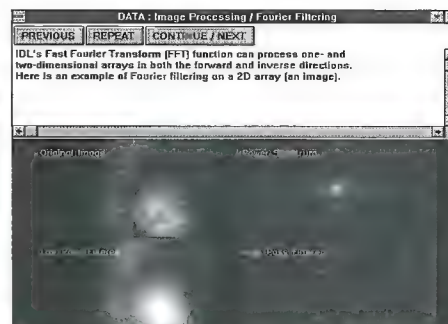 DATA : Image Processing / Fourier Filtering
PREVIOUS REPEAT CONTINUE / NEXT
IDL's Fast Fourier Transform (FFT) function can process one- and
two-dimensional arrays in both the forward and inverse directions.
Here is an example of Fourier filtering on a 2D array (an image).
Original Image